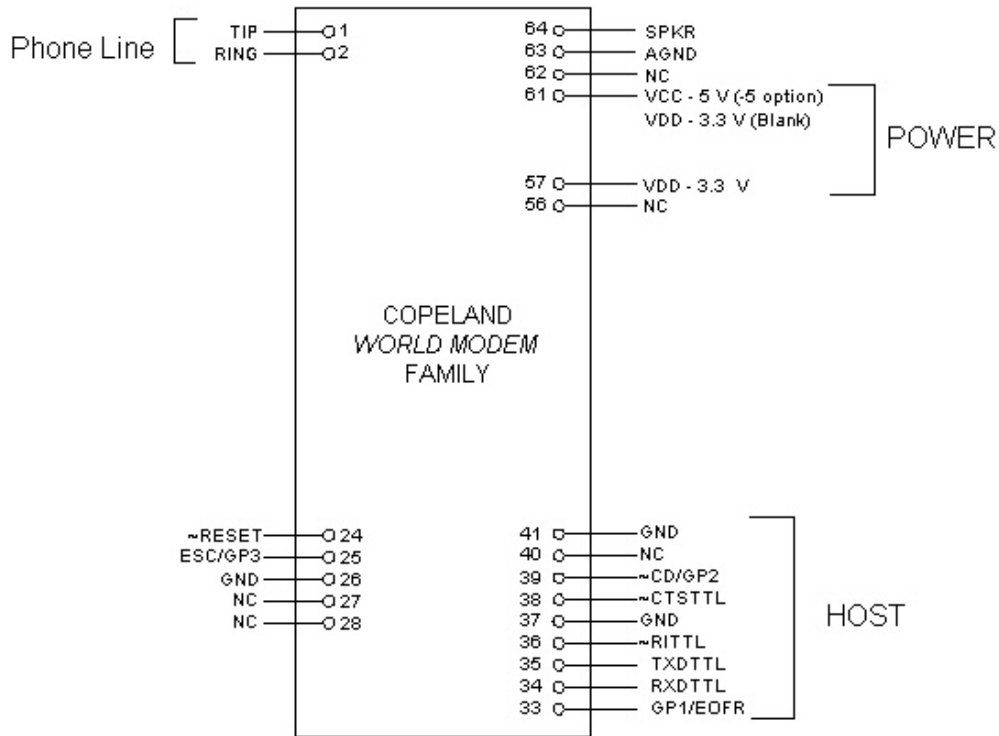 Phone Line
TIP 1
RING 2
64 SPKR
63 AGND
62 NC
61 VCC - 5 V (-5 option)
VDD - 3.3 V (Blank)
POWER
57 VDD - 3.3 V
56 NC
COPELAND
WORLD MODEM
FAMILY
~RESET 24
ESC/GP3 25
GND 26
NC 27
NC 28
41 GND
40 NC
39 ~CD/GP2
38 ~CTSTTL
37 GND
36 ~RITTL
35 TXDTTL
34 RXDTTL
33 GP1/EOFR
HOST